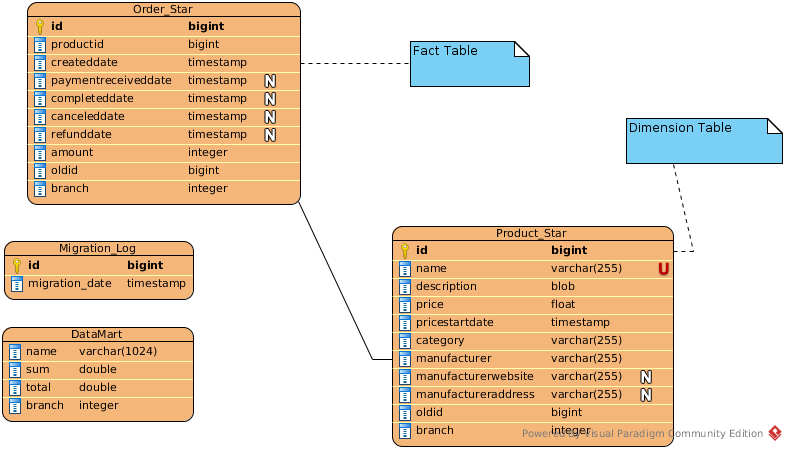 Order_Star
id bigint
productid bigint
createddate timestamp
paymentreceiveddate timestamp N
completeddate timestamp N
canceleddate timestamp N
refunddate timestamp N
amount integer
oldid bigint
branch integer
Fact Table
Dimension Table
Migration_Log
id bigint
migration_date timestamp
Product_Star
id bigint
name varchar(255) U
description blob
price float
pricestartdate timestamp
category varchar(255)
manufacturer varchar(255)
manufacturerwebsite varchar(255) N
manufactureraddress varchar(255) N
oldid bigint
branch integer
DataMart
name varchar(1024)
sum double
total double
branch integer
Powered By Visual Paradigm Community Edition